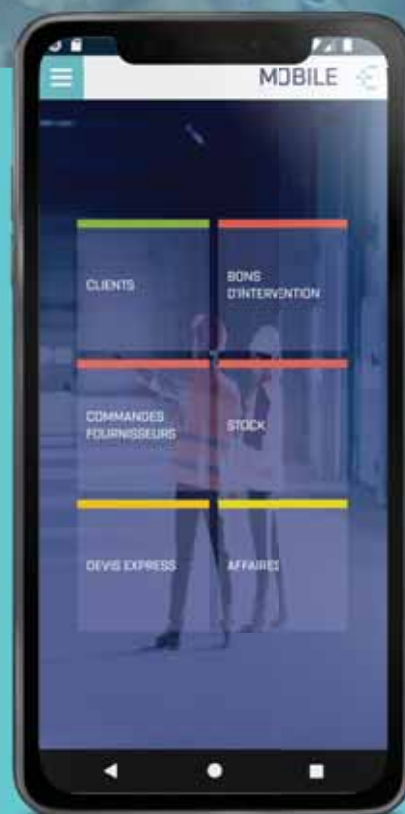 MOBILE
CLIENTS
BONS
D'INTERVENTION
COMMANDES
FOURNISSEURS
STOCK
DEVIS EXPRESS
AFFAIRES